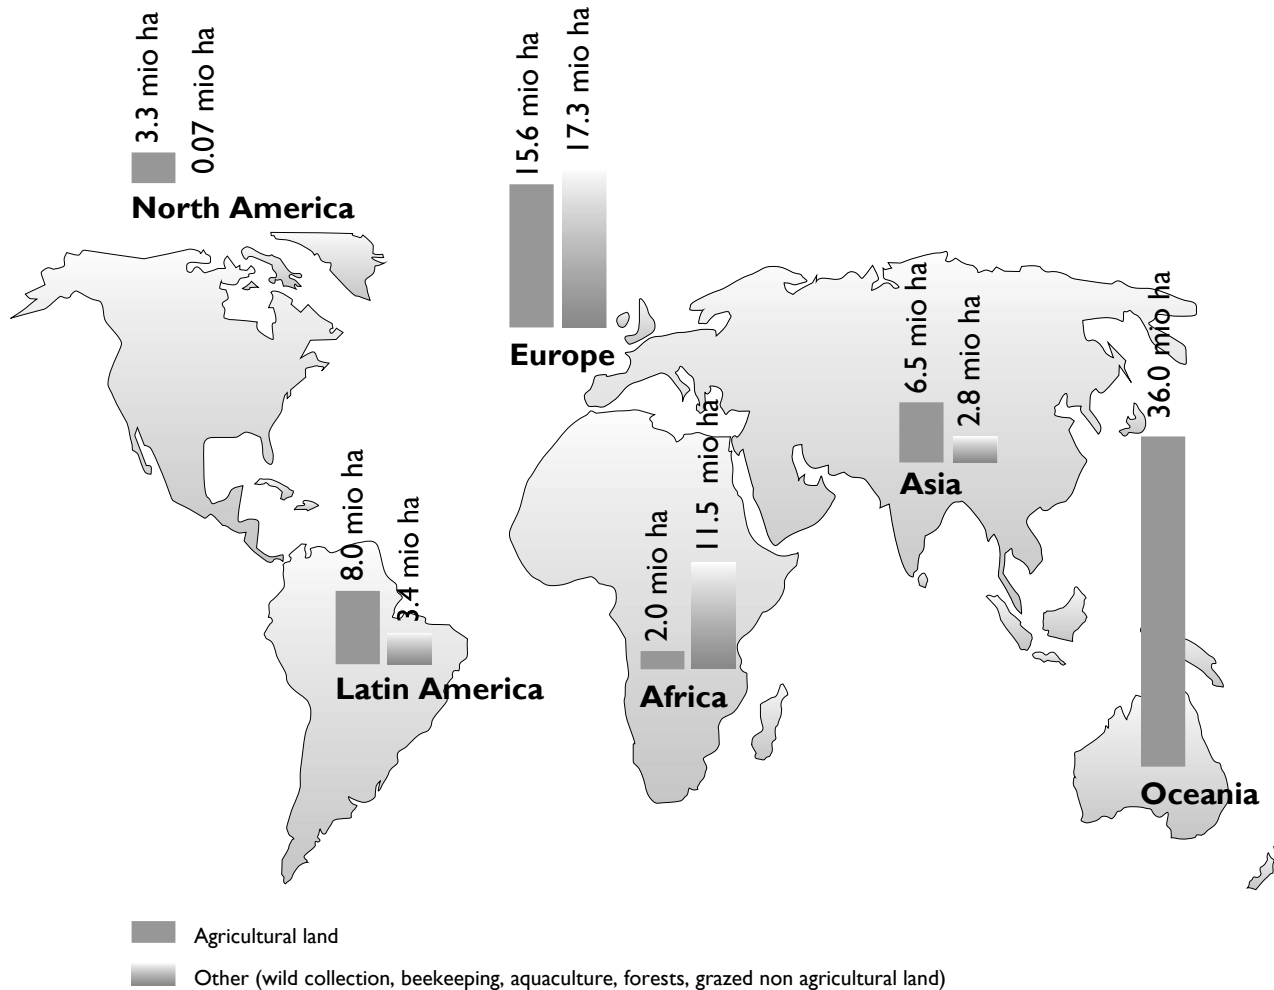 3.3 mio ha
0.07 mio ha
North America
15.6 mio ha
17.3 mio ha
Europe
6.5 mio ha
2.8 mio ha
Asia
36.0 mio ha
Oceania
8.0 mio ha
3.4 mio ha
Latin America
2.0 mio ha
11.5 mio ha
Africa
Agricultural land
Other (wild collection, beekeeping, aquaculture, forests, grazed non agricultural land)